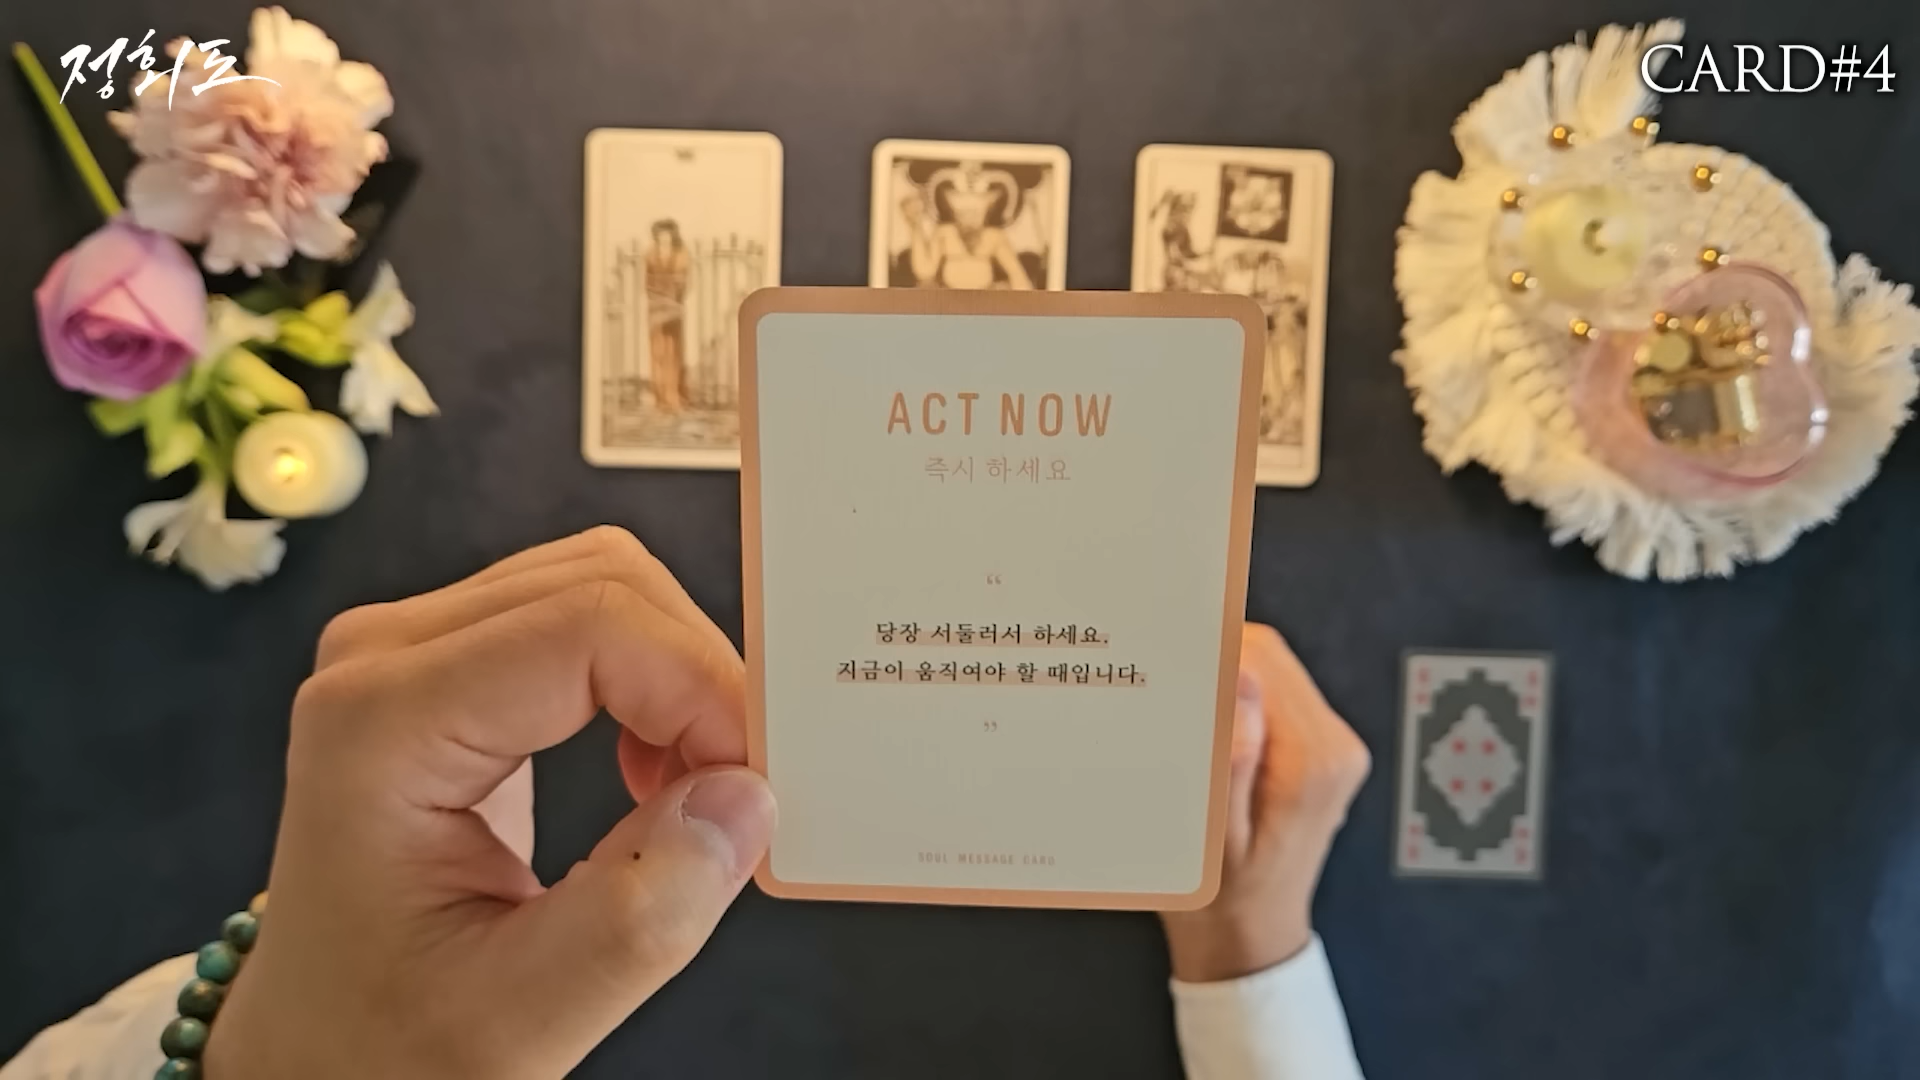 정회도
CARD#4
ACT NOW
즉시 하세요
“
당장 서둘러서 하세요.
지금이 움직여야 할 때입니다.
”
SOUL MESSAGE CARD